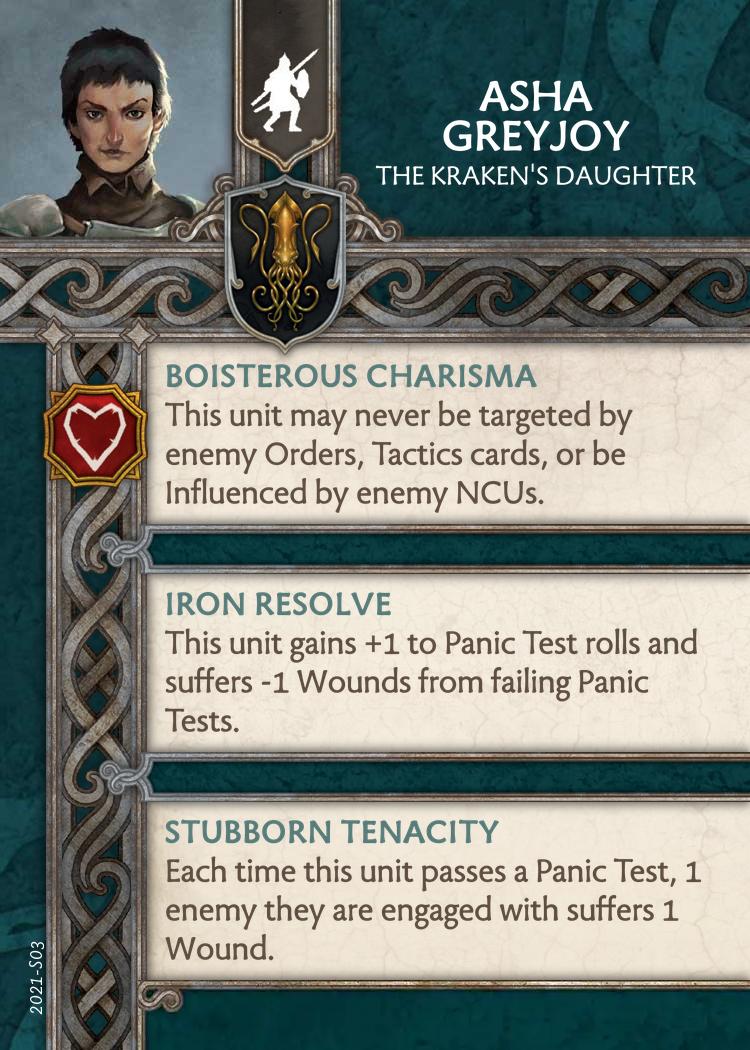 ASHA
GREYJOY
THE KRAKEN'S DAUGHTER
BOISTEROUS CHARISMA
This unit may never be targeted by
enemy Orders, Tactics cards, or be
Influenced by enemy NCUs.
IRON RESOLVE
This unit gains +1 to Panic Test rolls and
suffers -1 Wounds from failing Panic
Tests.
STUBBORN TENACITY
Each time this unit passes a Panic Test, 1
enemy they are engaged with suffers 1
Wound.
2021-S03